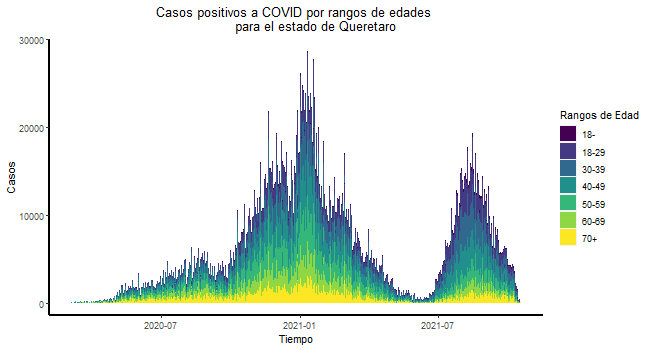 Casos positivos a COVID por rangos de edades
para el estado de Queretaro
30000
20000
10000
0
Casos
2020-07
2021-01
2021-07
Tiempo
Rangos de Edad
18-
18-29
30-39
40-49
50-59
60-69
70+